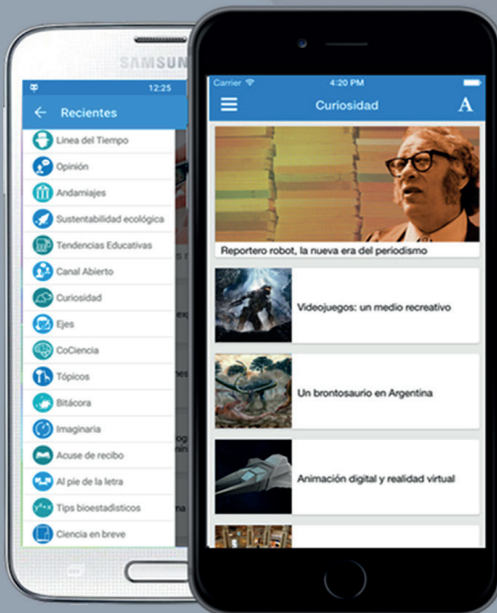 SAMSUN
12:25
← Recientes
Linea del Tiempo
Opinión
Andamiajes
Sustentabilidad ecológica
Tendencias Educativas
Canal Abierto
Curiosidad
Ejes
CoCiencia
Tópicos
Bitácora
Imaginaria
Acuse de recibo
Al pie de la letra
Tips bioestadísticos
Ciencia en breve
Carrier
4:20 PM
Curiosidad
A
Reportero robot, la nueva era del periodismo
Videojuegos: un medio recreativo
Un brontosaurio en Argentina
Animación digital y realidad virtual